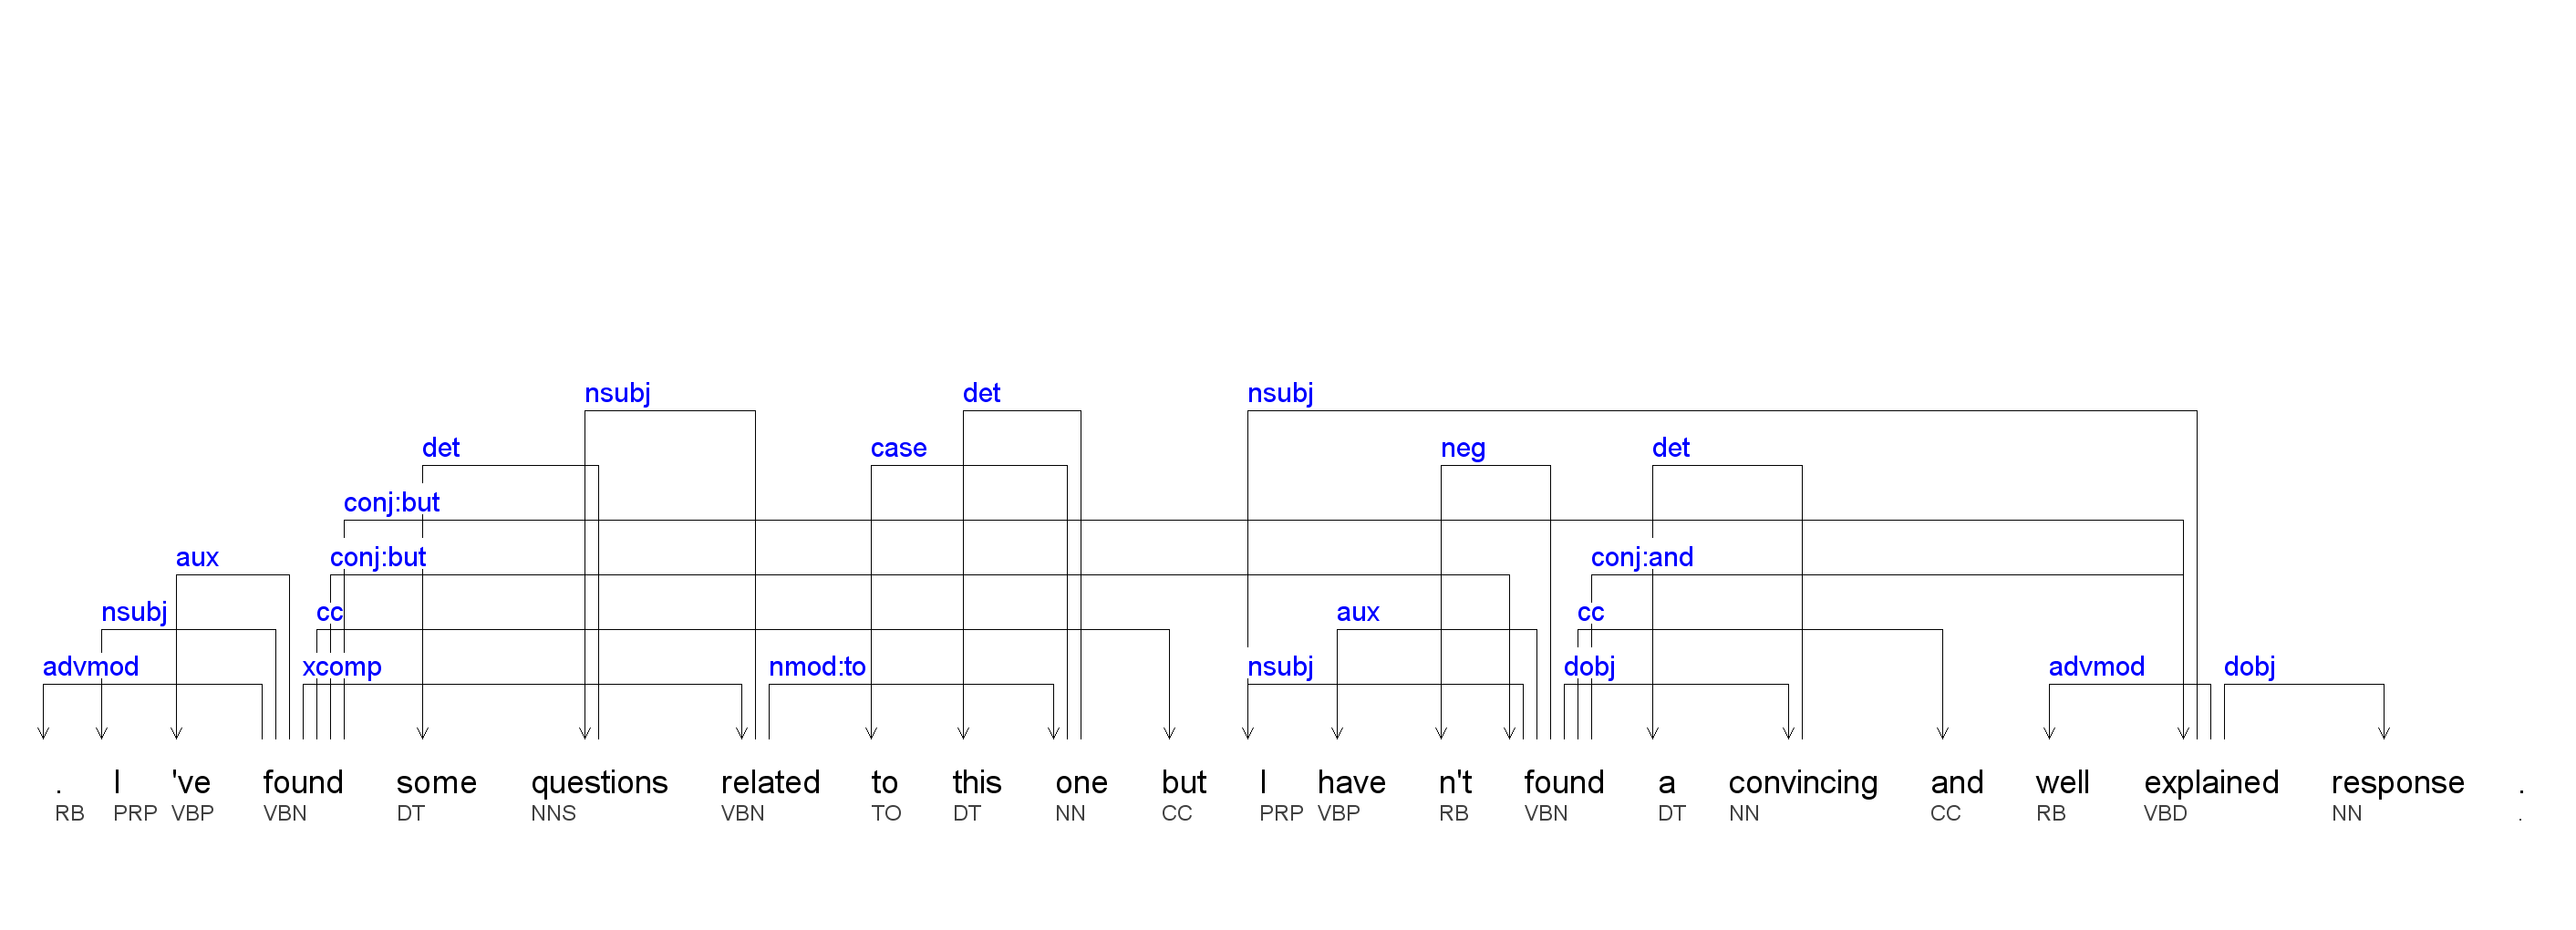 nsubj det nsubj
det case neg det
conj:but
aux conj:but conj:and
nsubj cc aux cc
advmod xcomp nmod:to nsubj dobj advmod dobj
. I 've found some questions related to this one but I have n't found a convincing and well explained response .
RB PRP VBP VBN DT NNS VBN TO DT NN CC PRP VBP RB VBN DT NN CC RB VBD NN .